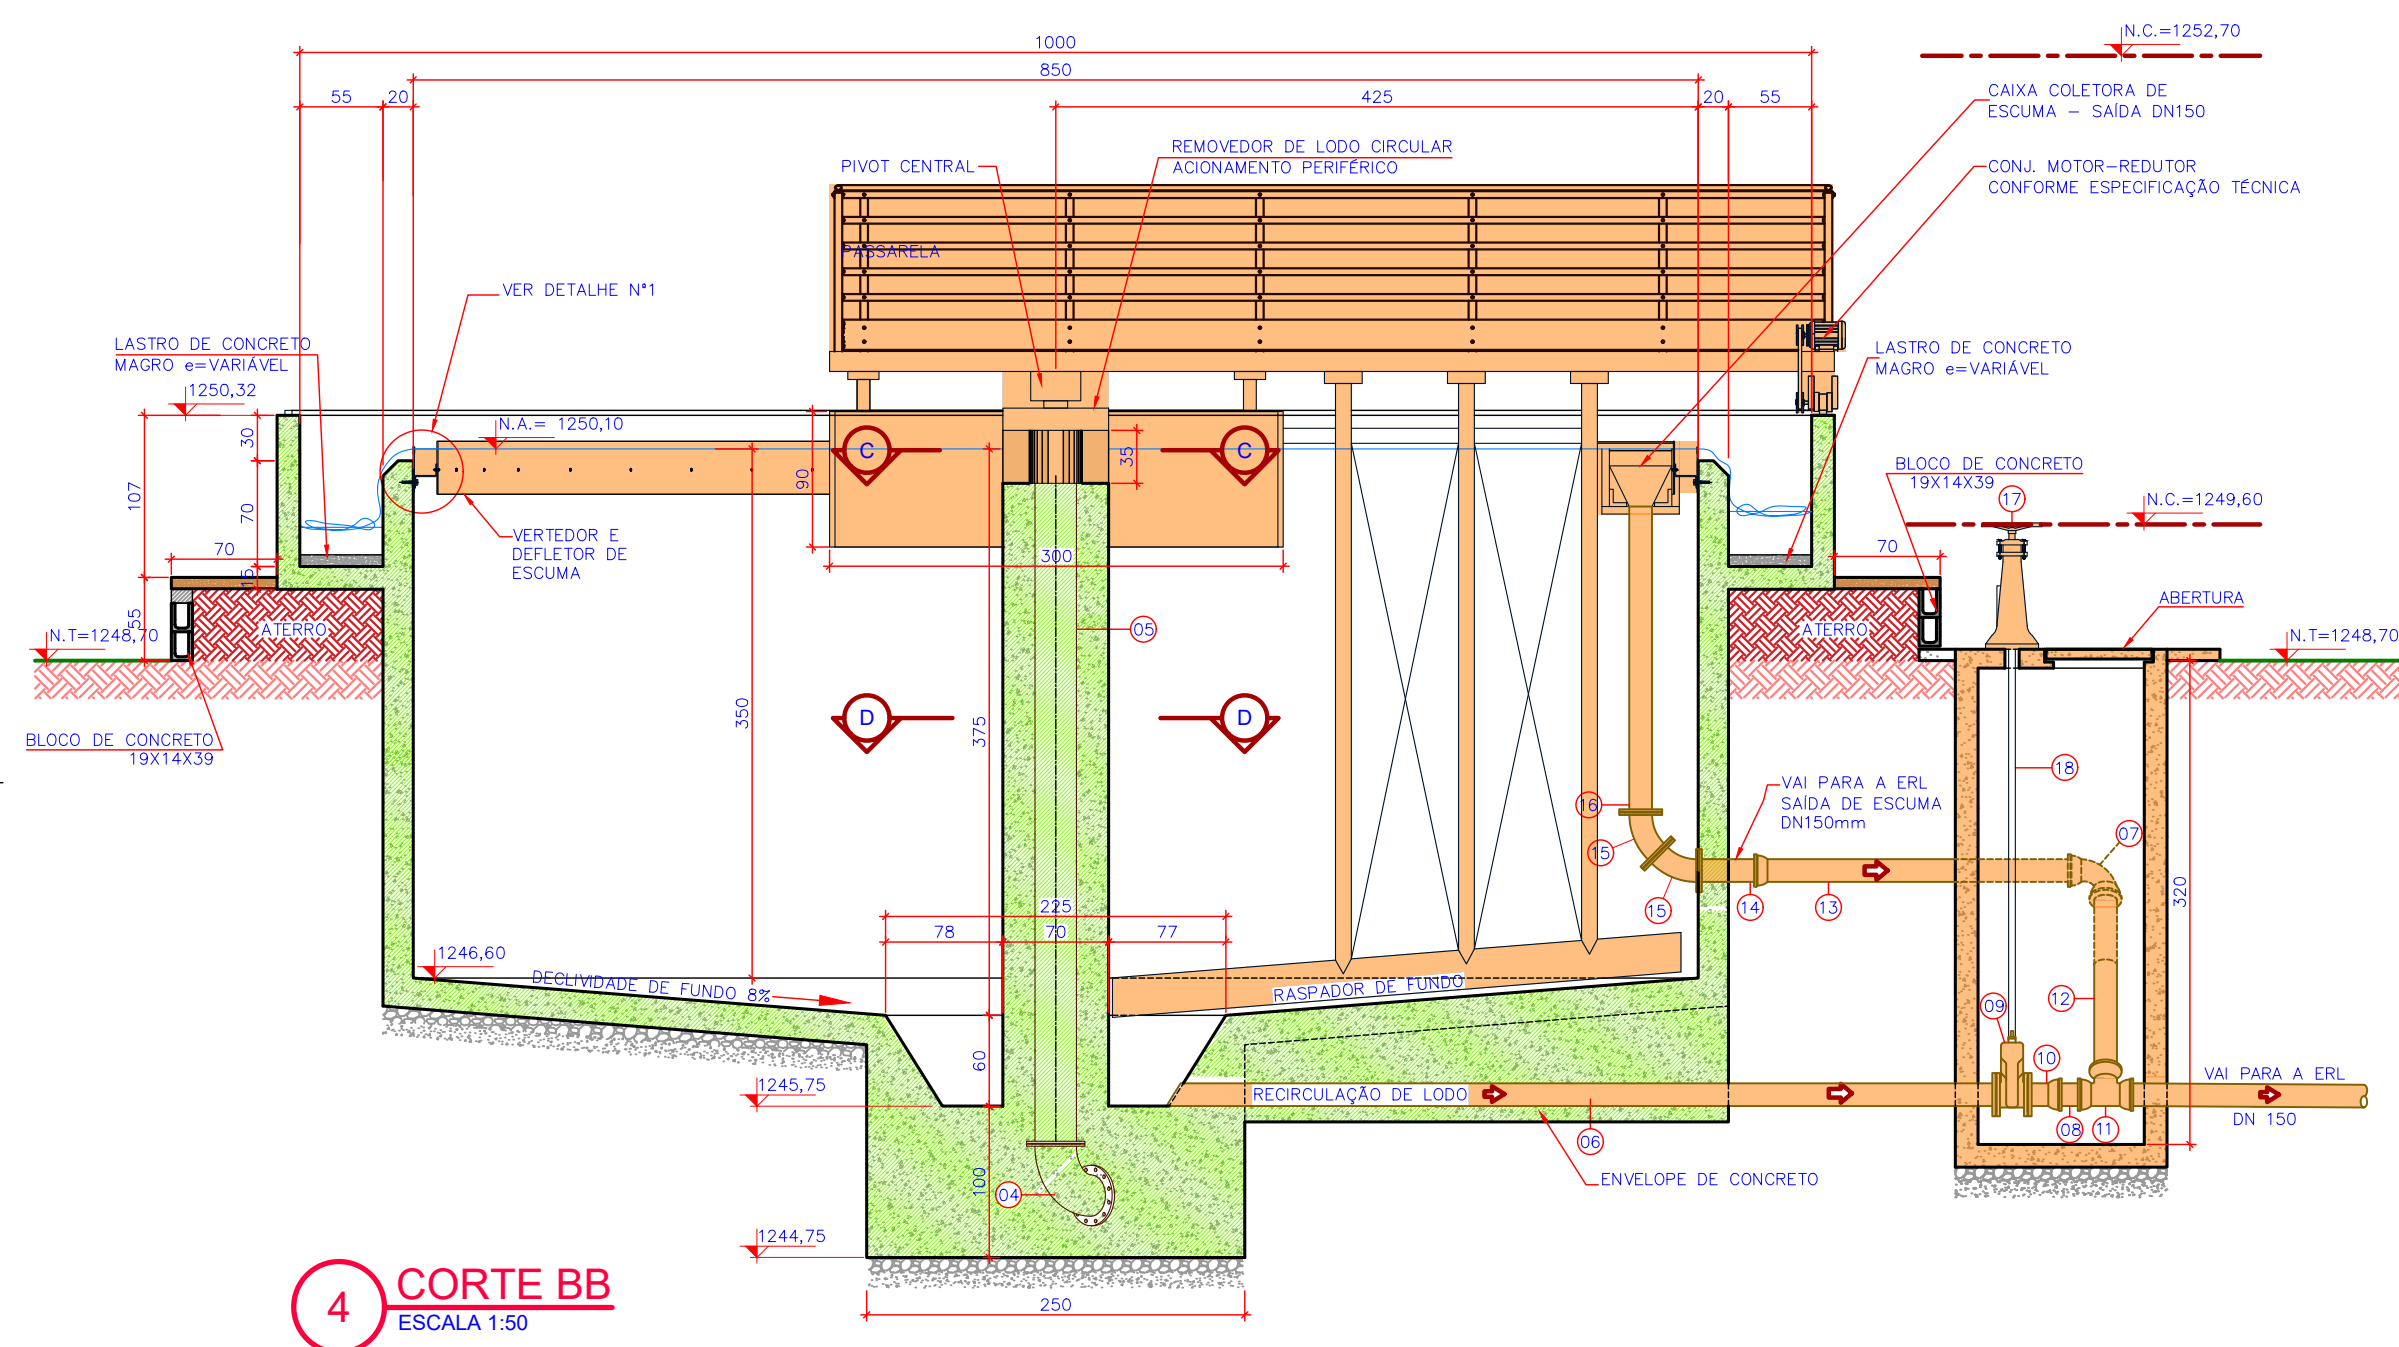 N.C.=1252,70
1000
850
55
20
425
20
55
CAIXA COLETORA DE
ESCUMA – SAÍDA DN150
REMOVEDOR DE LODO CIRCULAR
ACIONAMENTO PERIFÉRICO
PIVOT CENTRAL
CONJ. MOTOR–REDUTOR
CONFORME ESPECIFICAÇÃO TÉCNICA
PASSARELA
VER DETALHE N°1
LASTRO DE CONCRETO
MAGRO e=VARIÁVEL
LASTRO DE CONCRETO
MAGRO e=VARIÁVEL
1250,32
N.A.= 1250,10
30
C
C
35
90
107
70
BLOCO DE CONCRETO
19X14X39
17
N.C.=1249,60
VERTEDOR E
DEFLETOR DE
ESCUMA
70
300
70
15
55
ABERTURA
N.T=1248,70
ATERRO
05
ATERRO
N.T=1248,70
350
375
D
D
BLOCO DE CONCRETO
19X14X39
18
VAI PARA A ERL
SAÍDA DE ESCUMA
DN150mm
16
15
07
320
225
15
14
13
78
70
77
1246,60
DECLIVIDADE DE FUNDO 8%
RASPADOR DE FUNDO
12
09
10
60
1245,75
RECIRCULAÇÃO DE LODO
VAI PARA A ERL
DN 150
06
08
11
100
04
ENVELOPE DE CONCRETO
1244,75
250
4
CORTE BB
ESCALA 1:50